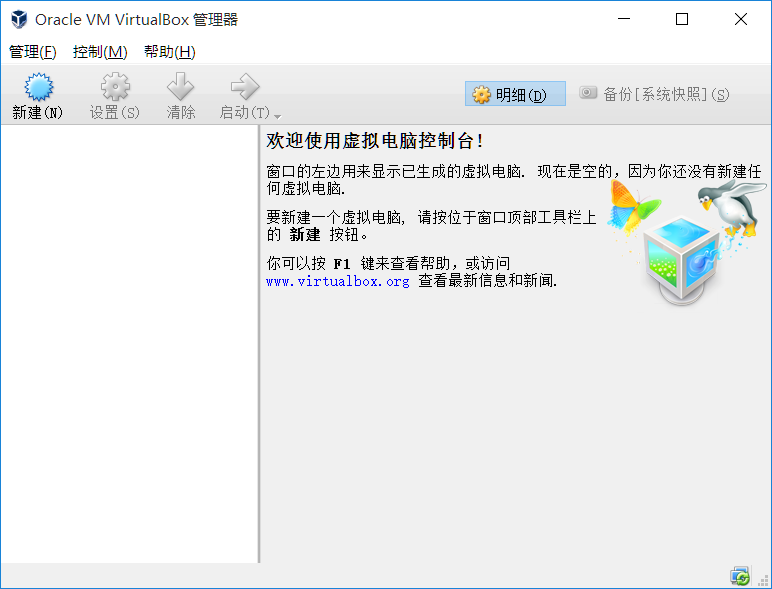 Oracle VM VirtualBox 管理器
管理(F) 控制(M) 帮助(H)
新建(N) 设置(S) 清除 启动(T) 明细(D) 备份[系统快照](S)
欢迎使用虚拟电脑控制台!
窗口的左边用来显示已生成的虚拟电脑. 现在是空的，因为你还没有新建任
何虚拟电脑.
要新建一个虚拟电脑, 请按位于窗口顶部工具栏上
的 新建 按钮。
你可以按 F1 键来查看帮助，或访问
www.virtualbox.org 查看最新信息和新闻.